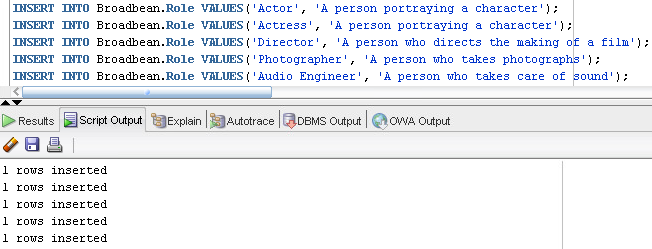 INSERT INTO Broadbean.Role VALUES('Actor', 'A person portraying a character');
INSERT INTO Broadbean.Role VALUES('Actress', 'A person portraying a character');
INSERT INTO Broadbean.Role VALUES('Director', 'A person who directs the making of a film');
INSERT INTO Broadbean.Role VALUES('Photographer', 'A person who takes photographs');
INSERT INTO Broadbean.Role VALUES('Audio Engineer', 'A person who takes care of sound');
Results Script Output Explain Autotrace DBMS Output OWA Output
1 rows inserted
1 rows inserted
1 rows inserted
1 rows inserted
1 rows inserted